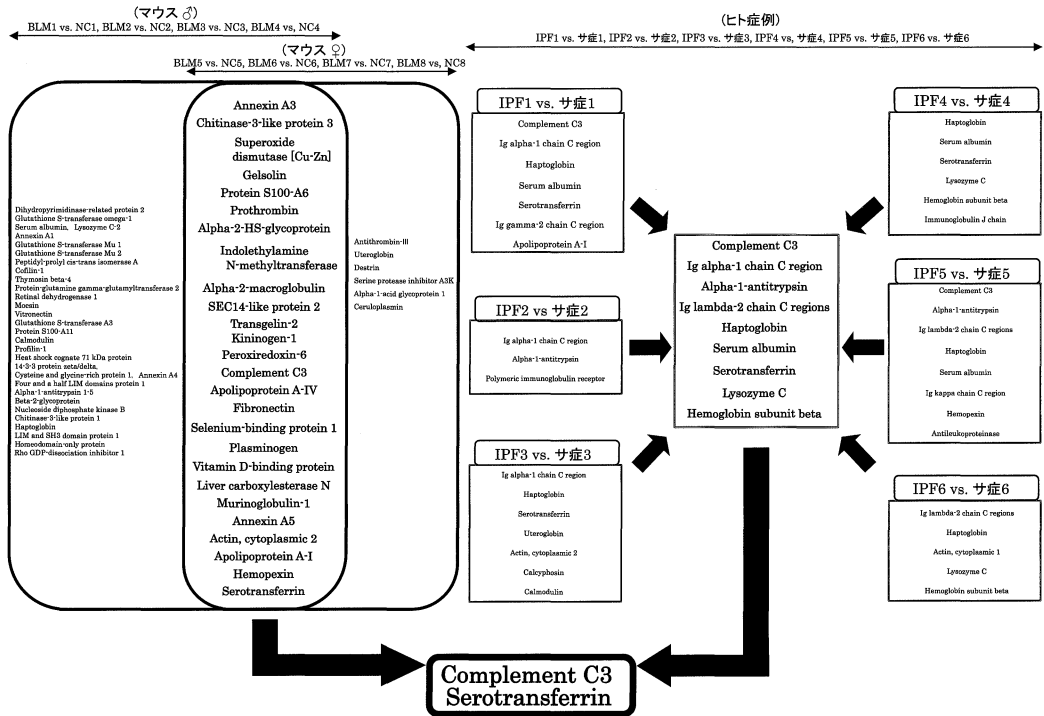 (マウス♂)
BLM1 vs. NC1, BLM2 vs. NC2, BLM3 vs. NC3, BLM4 vs, NC4
(マウス♀)
BLM5 vs. NC5, BLM6 vs. NC6, BLM7 vs. NC7, BLM8 vs, NC8
Dihydropyrimidinase-related protein 2
Glutathione S-transferase omega-1
Serum albumin, Lysozyme C-2
Annexin A1
Glutathione S-transferase Mu 1
Glutathione S-transferase Mu 2
Peptidyl-prolyl cis-trans isomerase A
Cofilin-1
Thymosin beta-4
Protein-glutamine gamma-glutamyltransferase 2
Retinal dehydrogenase 1
Moesin
Vitronectin
Glutathione S-transferase A3
Protein S100-A11
Calmodulin
Profilin-1
Heat shock cognate 71 kDa protein
14-3-3 protein zeta/delta,
Cysteine and glycine-rich protein 1, Annexin A4
Four and a half LIM domains protein 1
Alpha-1-antitrypsin 1-5
Beta-2-glycoprotein
Nucleoside diphosphate kinase B
Chitinase-3-like protein 1
Haptoglobin
LIM and SH3 domain protein 1
Homeodomain-only protein
Rho GDP-dissociation inhibitor 1
Annexin A3
Chitinase-3-like protein 3
Superoxide
dismutase [Cu-Zn]
Gelsolin
Protein S100-A6
Prothrombin
Alpha-2-HS-glycoprotein
Indolethylamine
N-methyltransferase
Alpha-2-macroglobulin
SEC14-like protein 2
Transgelin-2
Kininogen-1
Peroxiredoxin-6
Complement C3
Apolipoprotein A-IV
Fibronectin
Selenium-binding protein 1
Plasminogen
Vitamin D-binding protein
Liver carboxylesterase N
Murinoglobulin-1
Annexin A5
Actin, cytoplasmic 2
Apolipoprotein A-I
Hemopexin
Serotransferrin
Antithrombin-III
Uteroglobin
Destrin
Serine protease inhibitor A3K
Alpha-1-acid glycoprotein 1
Ceruloplasmin
(ヒト症例)
IPF1 vs. サ症1, IPF2 vs. サ症2, IPF3 vs. サ症3, IPF4 vs, サ症4, IPF5 vs. サ症5, IPF6 vs. サ症6
IPF1 vs. サ症1
Complement C3
Ig alpha-1 chain C region
Haptoglobin
Serum albumin
Serotransferrin
Ig gamma-2 chain C region
Apolipoprotein A-I
IPF2 vs サ症2
Ig alpha-1 chain C region
Alpha-1-antitrypsin
Polymeric immunoglobulin receptor
IPF3 vs. サ症3
Ig alpha-1 chain C region
Haptoglobin
Serotransferrin
Uteroglobin
Actin, cytoplasmic 2
Calcyphosin
Calmodulin
Complement C3
Ig alpha-1 chain C region
Alpha-1-antitrypsin
Ig lambda-2 chain C regions
Haptoglobin
Serum albumin
Serotransferrin
Lysozyme C
Hemoglobin subunit beta
IPF4 vs. サ症4
Haptoglobin
Serum albumin
Serotransferrin
Lysozyme C
Hemoglobin subunit beta
Immunoglobulin J chain
IPF5 vs. サ症5
Complement C3
Alpha-1-antitrypsin
Ig lambda-2 chain C regions
Haptoglobin
Serum albumin
Ig kappa chain C region
Hemopexin
Antileukoproteinase
IPF6 vs. サ症6
Ig lambda-2 chain C regions
Haptoglobin
Actin, cytoplasmic 1
Lysozyme C
Hemoglobin subunit beta
Complement C3
Serotransferrin